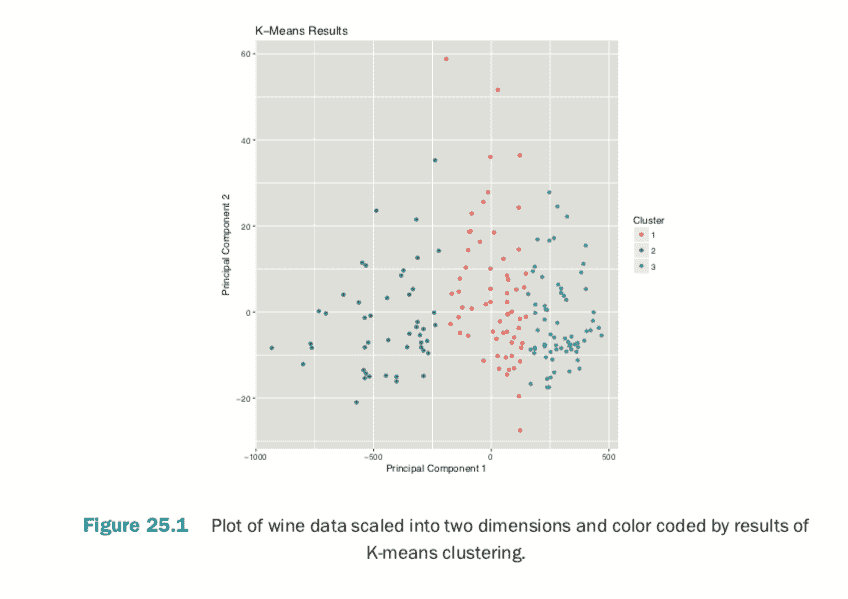 K-Means Results
60
40
20
0
-20
Principal Component 2
-1000
-500
0
500
Principal Component 1
Cluster
1
2
3
Figure 25.1 Plot of wine data scaled into two dimensions and color coded by results of
K-means clustering.